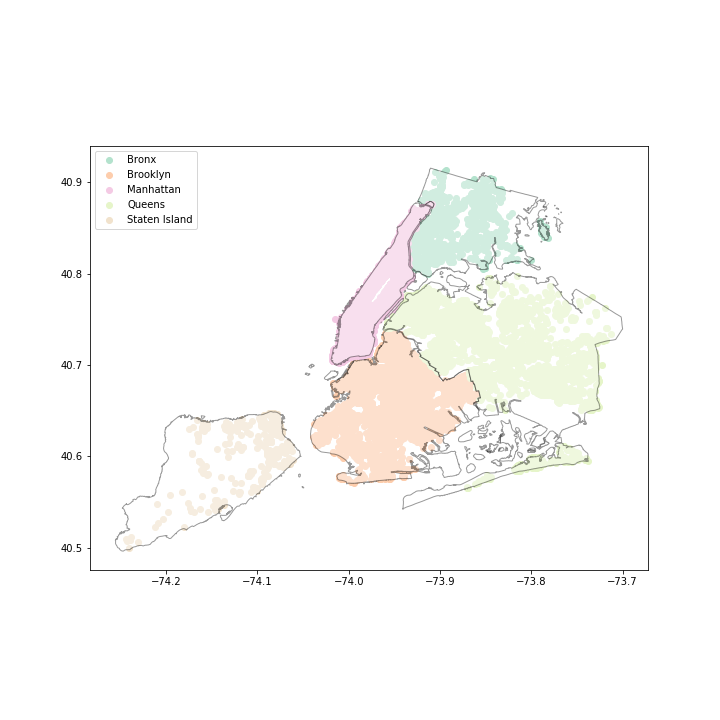 Bronx
Brooklyn
Manhattan
Queens
Staten Island
40.9
40.8
40.7
40.6
40.5
−74.2 −74.1 −74.0 −73.9 −73.8 −73.7